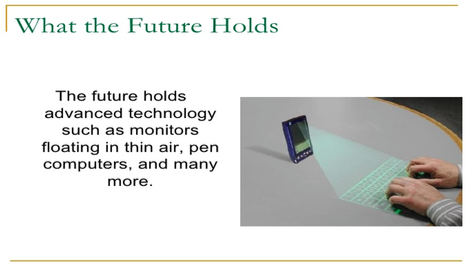 What the Future Holds
The future holds
advanced technology
such as monitors
floating in thin air, pen
computers, and many
more.